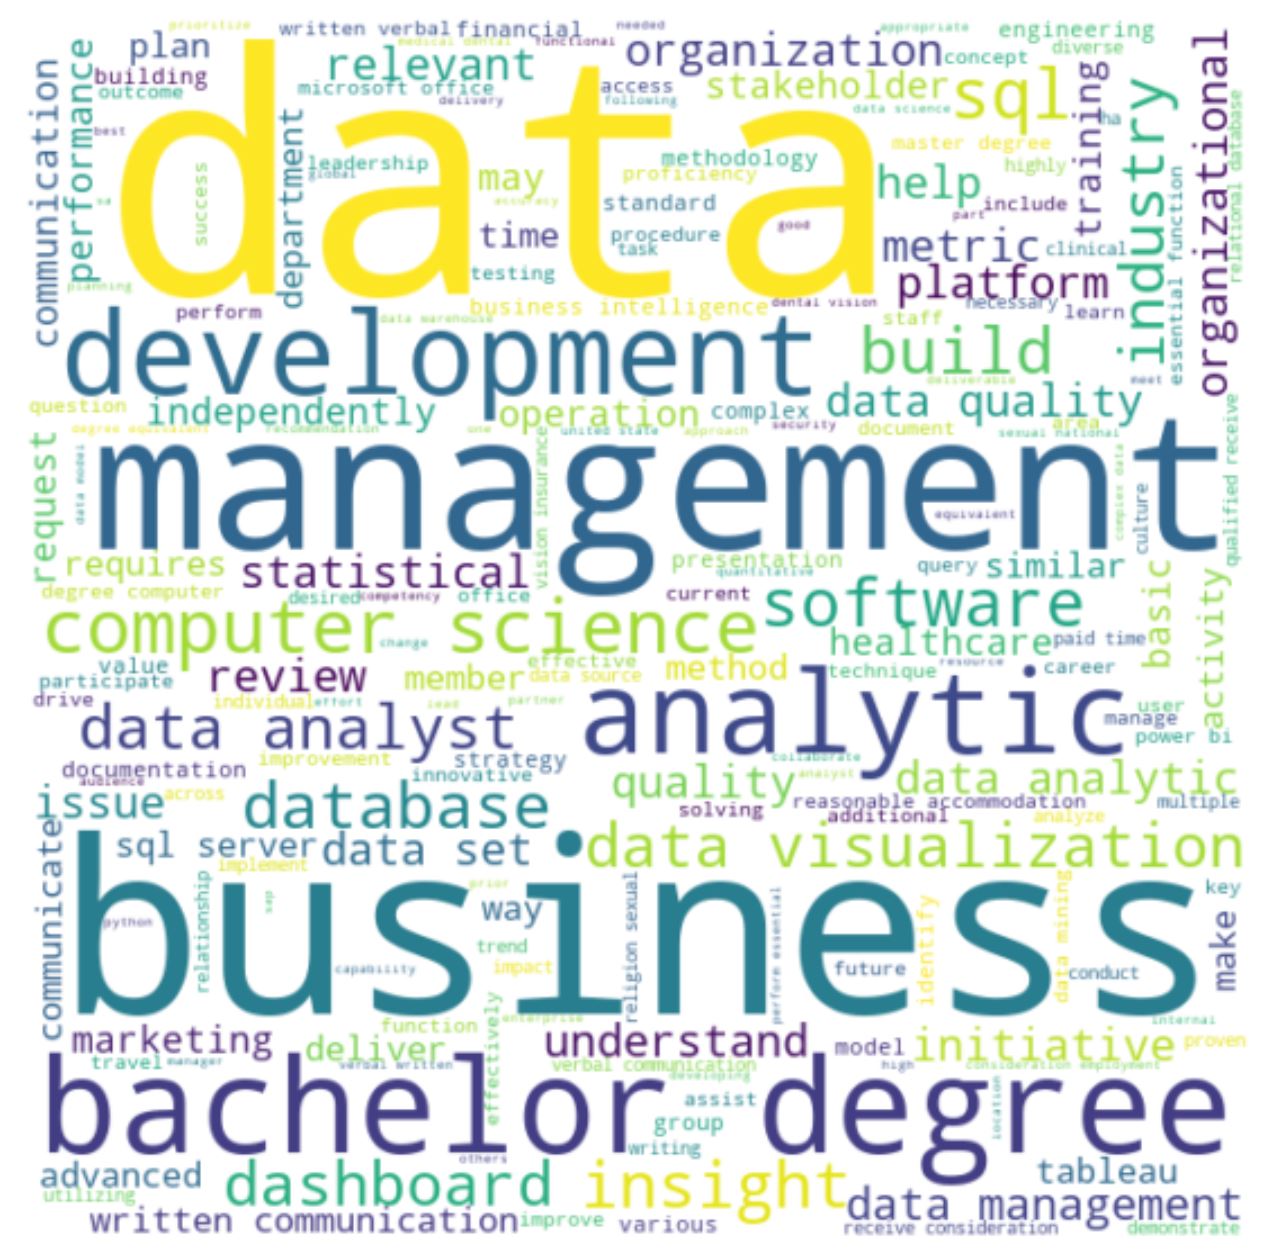 prioritize
written verbal
financial
needed
appropriate
engineering
plan
medical dental
functional
organization
concept
diverse
building
relevant
microsoft office
access
stakeholder
sql
training
industry
organizational
communication
performance
outcome
delivery
following
data science
ha
relational database
data
best
department
leadership
global
methodology
master degree
highly
success
may
proficiency
help
accuracy
standard
include
part
time
procedure
task
good
metric
clinical
essential function
testing
planning
platform
necessary
learn
perform
business intelligence
dental vision
data warehouse
staff
development
build
meet
deliverable
question
independently
operation
complex
data quality
area
degree equivalent
recommendation
one
united state
approach
security
document
sexual national
qualified receive
request
data model
management
vision insurance
equivalent
complex data
culture
requires
statistical
presentation
quantitative
query
similar
degree computer
desired
competency
office
current
software
basic
activity
computer science
change
healthcare
paid time
value
participate
review
member
effective
data source
method
technique
resource
career
drive
individual
effort
lead
partner
analytic
user
manage
power bi
data analyst
improvement
strategy
collaborate
documentation
audience
innovative
quality
analyst
data analytic
issue
across
database
solving
reasonable accommodation
additional
multiple
analyze
communicate
sql server
data set
data visualization
implement
business
relationship
python
prior
way
religion sexual
perform essential
identify
data mining
key
make
trend
capability
impact
future
conduct
enterprise
internal
marketing
function
deliver
effectively
understand
model
initiative
proven
travel
manager
verbal written
verbal communication
developing
high
consideration employment
bachelor degree
assist
group
location
writing
others
advanced
utilizing
dashboard
insight
tableau
data management
written communication
improve
various
receive consideration
demonstrate